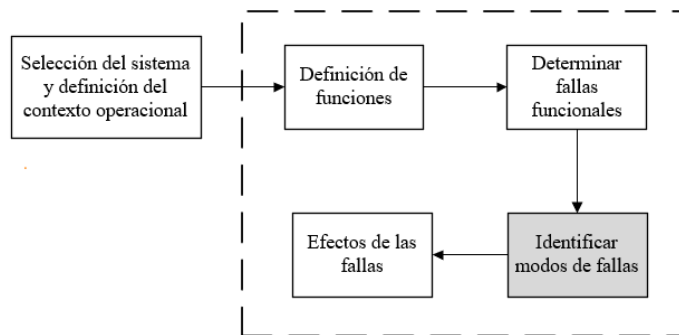 Selección del sistema
y definición del
contexto operacional
Definición de
funciones
Determinar
fallas
funcionales
Identificar
modos de fallas
Efectos de las
fallas